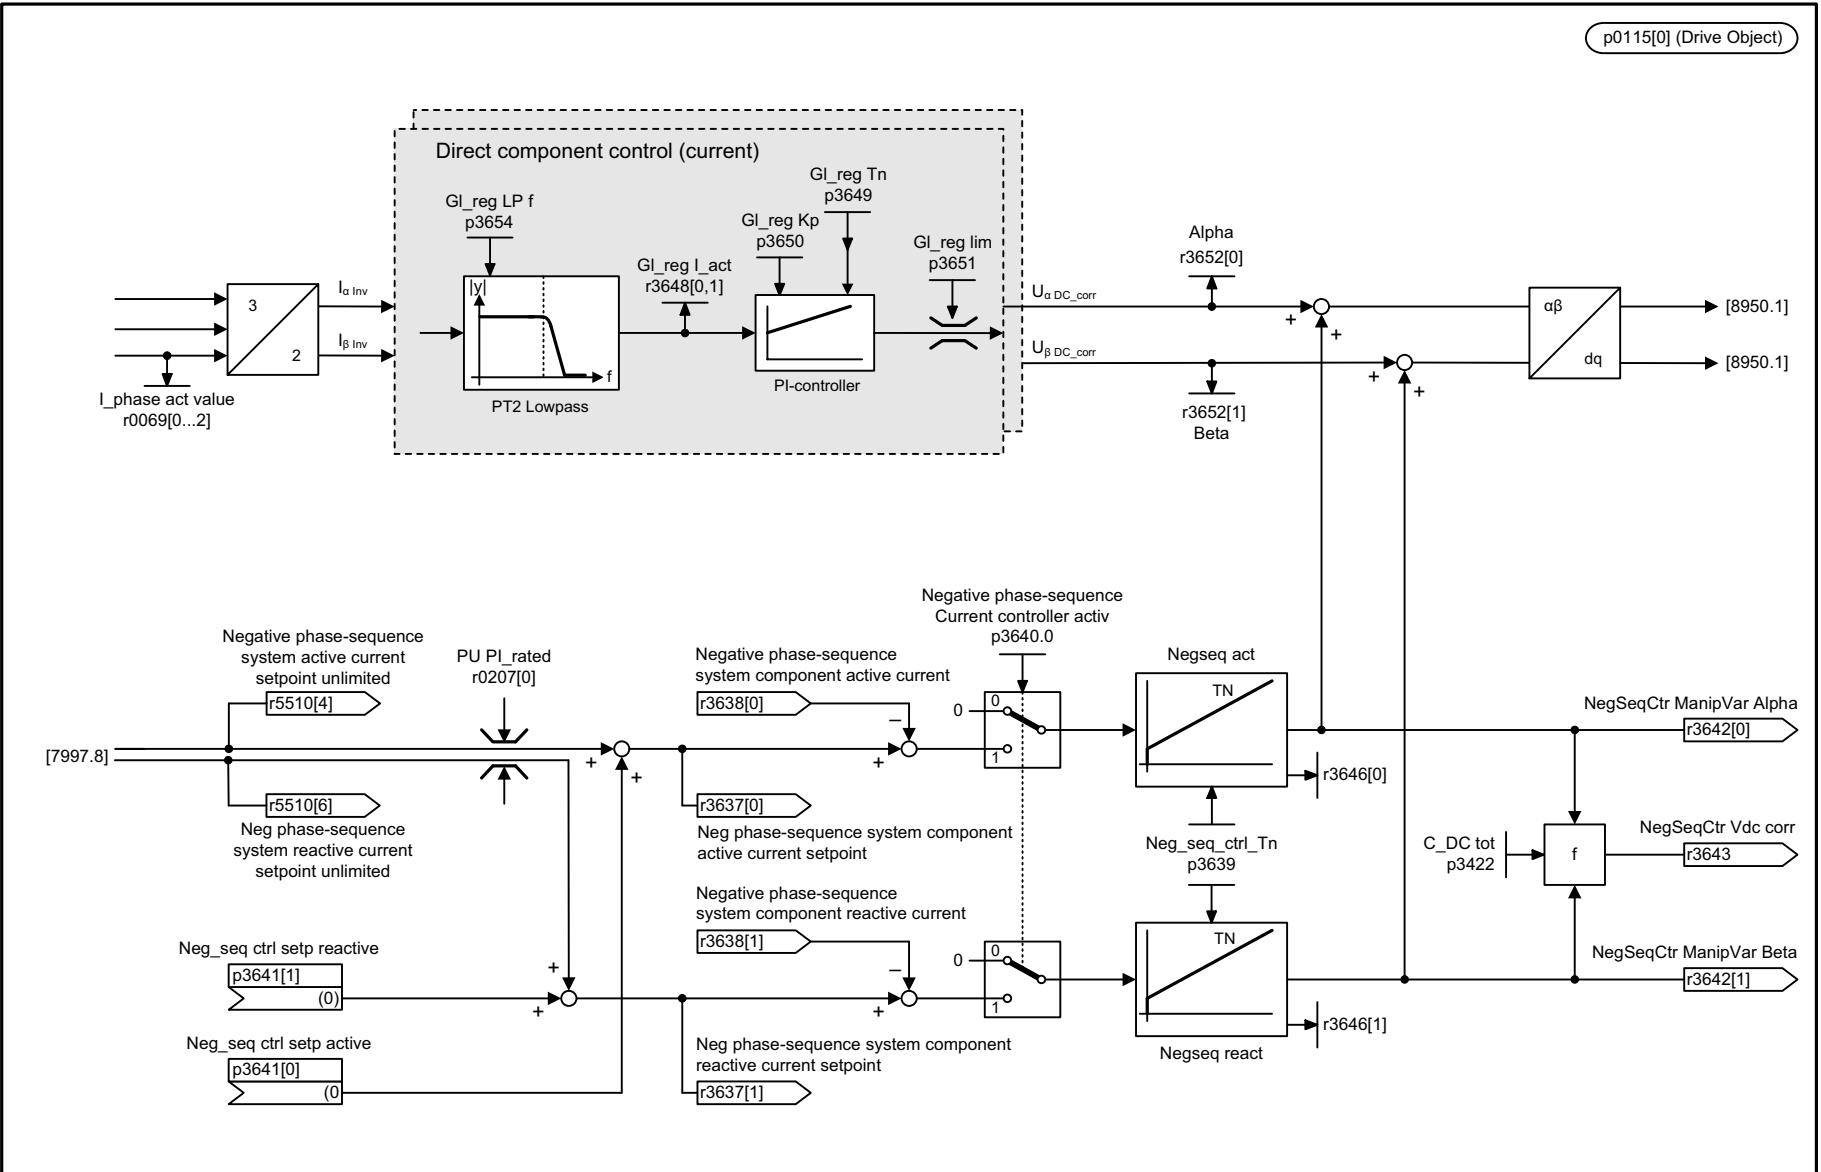 p0115[0] (Drive Object)
Direct component control (current)
Gl_reg LP f
p3654
|y|
f
PT2 Lowpass
Gl_reg I_act
r3648[0,1]
Gl_reg Kp
p3650
Gl_reg Tn
p3649
PI-controller
Gl_reg lim
p3651
3
2
Iα Inv
Iβ Inv
I_phase act value
r0069[0...2]
Uα DC_corr
Uβ DC_corr
Alpha
r3652[0]
r3652[1]
Beta
+
+
+
+
αβ
dq
[8950.1]
[8950.1]
Negative phase-sequence
system active current
setpoint unlimited
r5510[4]
[7997.8]
r5510[6]
Neg phase-sequence
system reactive current
setpoint unlimited
PU PI_rated
r0207[0]
+
+
Negative phase-sequence
system component active current
r3638[0]
–
+
r3637[0]
Neg phase-sequence system component
active current setpoint
Negative phase-sequence
Current controller activ
p3640.0
0
0
1
Negseq act
TN
r3646[0]
Neg_seq_ctrl_Tn
p3639
NegSeqCtr ManipVar Alpha
r3642[0]
C_DC tot
p3422
f
NegSeqCtr Vdc corr
r3643
Neg_seq ctrl setp reactive
p3641[1]
(0)
+
+
Neg_seq ctrl setp active
p3641[0]
(0
Negative phase-sequence
system component reactive current
r3638[1]
–
+
Neg phase-sequence system component
reactive current setpoint
r3637[1]
0
0
1
TN
r3646[1]
Negseq react
NegSeqCtr ManipVar Beta
r3642[1]